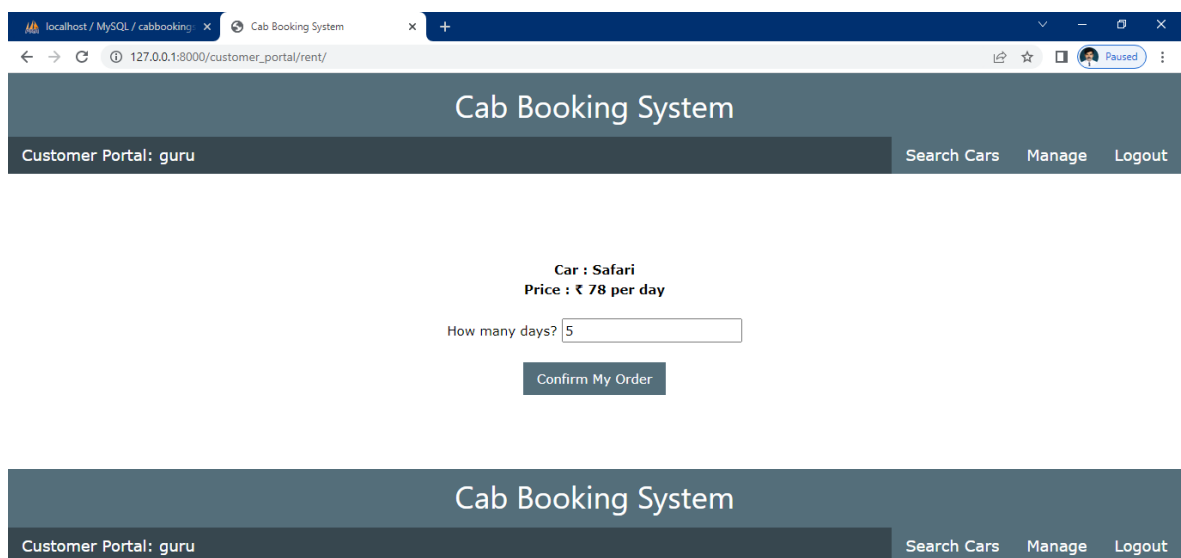 localhost / MySQL / cabbooking
Cab Booking System
127.0.0.1:8000/customer_portal/rent/
Paused
Cab Booking System
Customer Portal: guru
Search Cars
Manage
Logout
Car : Safari
Price : ₹ 78 per day
How many days? 5
Confirm My Order
Cab Booking System
Customer Portal: guru
Search Cars
Manage
Logout